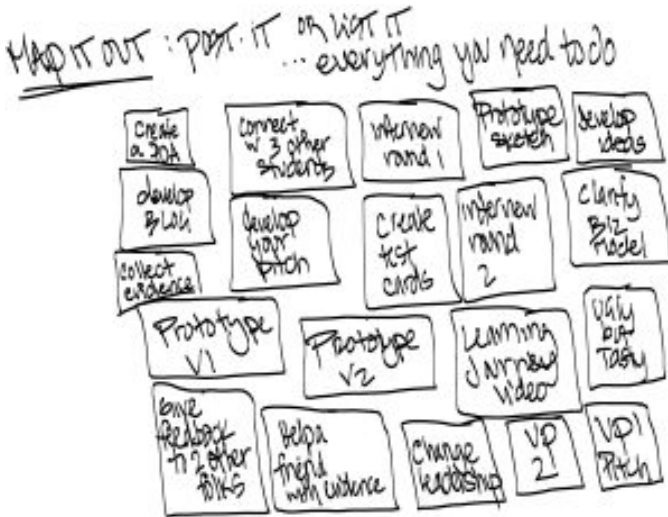 MAP IT OUT : POST-IT OR LIST IT
... everything you need to do
Create
a
connect
w 3 other
students
interview
round 1
Prototype
sketch
develop
ideas
develop
BLOG
develop
your
pitch
create
test
cards
interview
round
2
Clarify
Biz
model
collect
evidence
Prototype
V1
Prototype
V2
Learning
Journey
video
Ugly
but
Tasty
Give
feedback
to 2 other
folks
Help a
friend
with evidence
Change
leadership
VP
2
VP1
Pitch